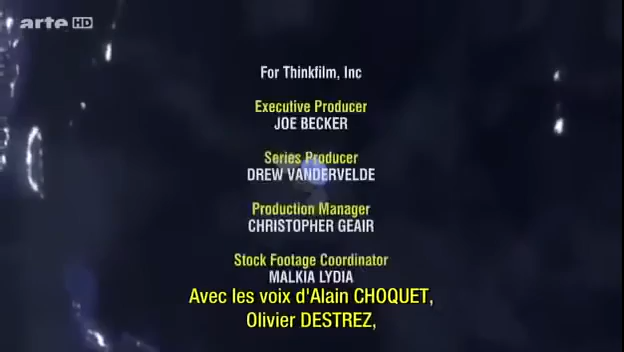 arte HD
For Thinkfilm, Inc
Executive Producer
JOE BECKER
Series Producer
DREW VANDERVELDE
Production Manager
CHRISTOPHER GEAIR
Stock Footage Coordinator
MALKIA LYDIA
Avec les voix d'Alain CHOQUET,
Olivier DESTREZ,